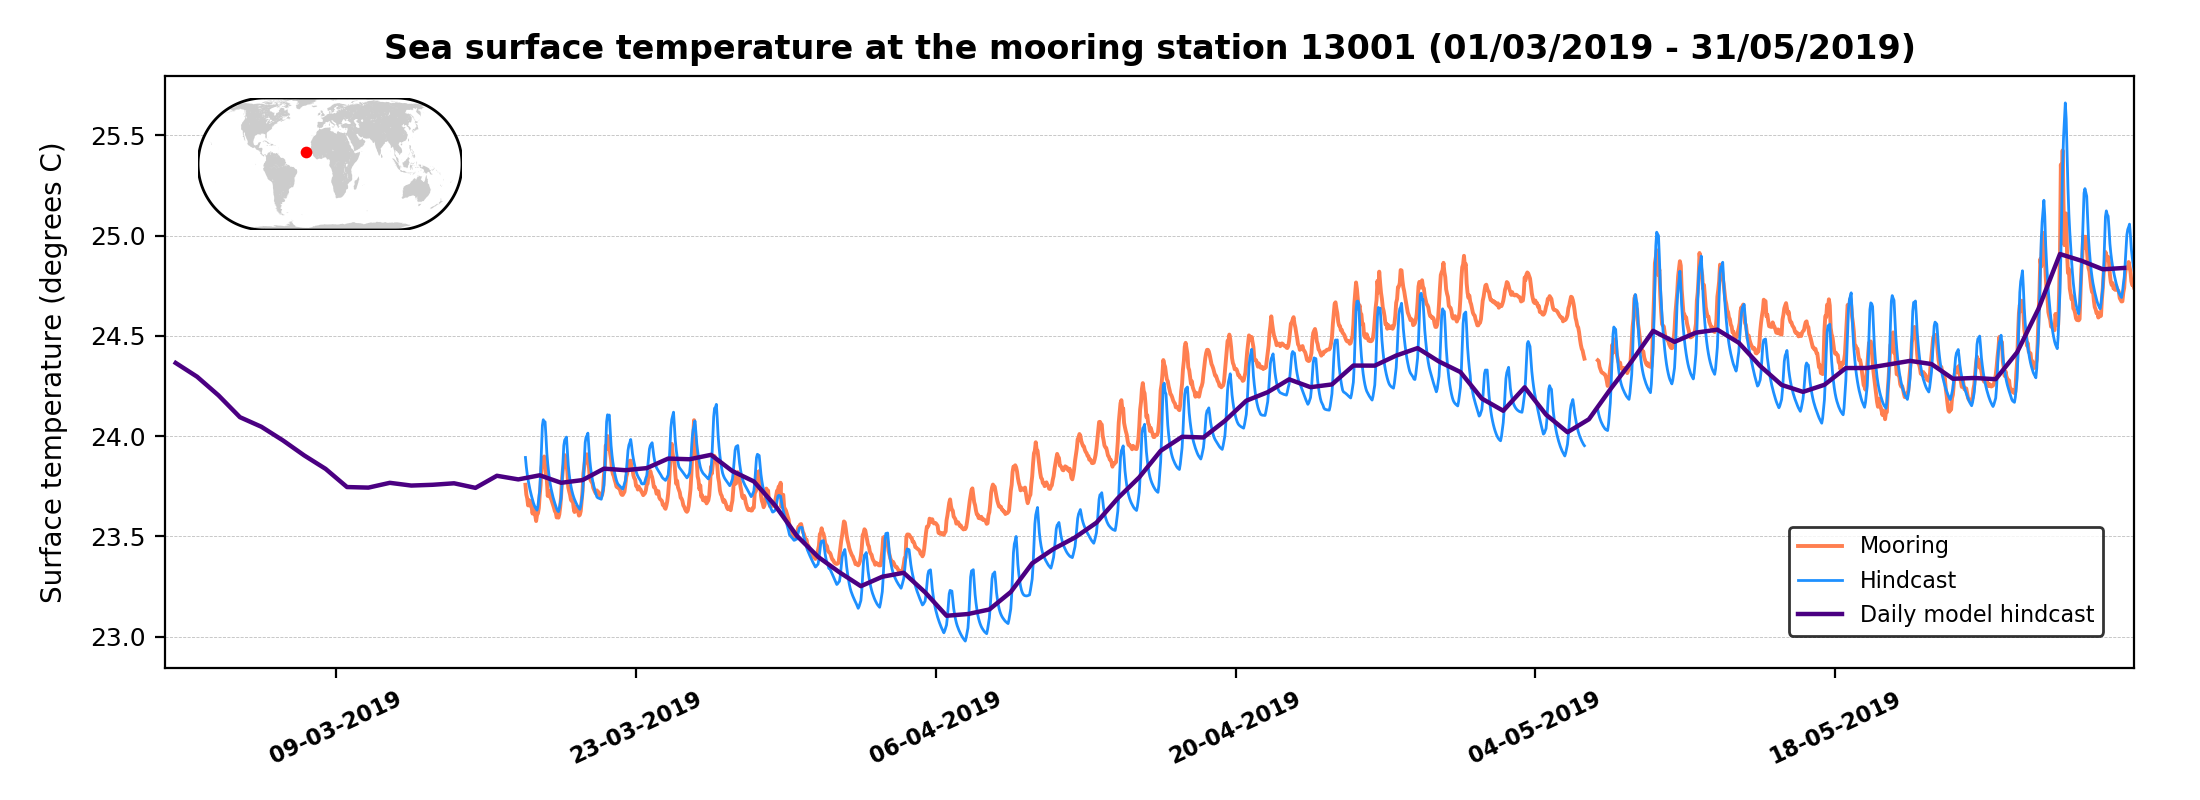 Sea surface temperature at the mooring station 13001 (01/03/2019 - 31/05/2019)
Surface temperature (degrees C)
25.5
25.0
24.5
24.0
23.5
23.0
Mooring
Hindcast
Daily model hindcast
09-03-2019
23-03-2019
06-04-2019
20-04-2019
04-05-2019
18-05-2019